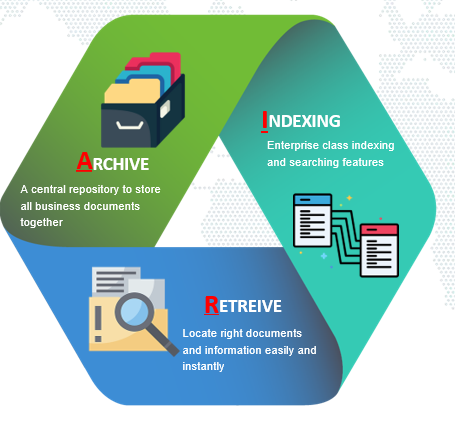 ARCHIVE
A central repository to store
all business documents
together
INDEXING
Enterprise class indexing
and searching features
RETREIVE
Locate right documents
and information easily and
instantly